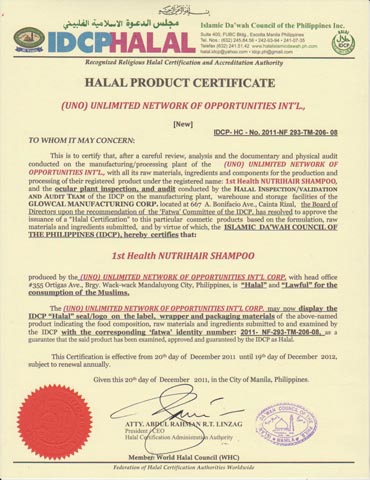 مجلس الدعوة الاسلامية الفلبيني
IDCPHALAL
Islamic Da'wah Council of the Philippines Inc.
Suite 400, FUBC Bldg., Escolta Manila Philippines
Tel. Nos.: (632) 245-84-56 • 242-93-94 • 241-07-35
Telefax (632) 241-51-42 www.halalislamicdawah.ph.com
Recognized Religious Halal Certification and Accreditation Authority
HALAL PRODUCT CERTIFICATE
(UNO) UNLIMITED NETWORK OF OPPORTUNITIES INT'L.,
[New]
IDCP- HC - No. 2011-NF 293-TM-206- 08
TO WHOM IT MAY CONCERN:
This is to certify that, after a careful review, analysis and the documentary and physical audit
conducted on the manufacturing/processing plant of the (UNO) UNLIMITED NETWORK OF
OPPORTUNITIES INT'L., with all its raw materials, ingredients and components for the production and
processing of their registered product under the registered name: 1st Health NUTRIHAIR SHAMPOO,
and the ocular plant inspection, and audit conducted by the HALAL INSPECTION/VALIDATION
AND AUDIT TEAM of the IDCP on the manufacturing plant, warehouse and storage facilities of the
GLOWCAL MANUFACTURING CORP. located at 667 A. Bonifacio Ave., Cainta Rizal, the Board of
Directors upon the recommendation of the (Fatwa) Committee of the IDCP, has resolved to approve the
issuance of a "Halal Certification" to this particular cosmetic products based on the formulation, raw
materials and ingredients submitted, and by virtue of which, the ISLAMIC DA'WAH COUNCIL OF
THE PHILIPPINES (IDCP), hereby certifies that:
1st Health NUTRIHAIR SHAMPOO
produced by the (UNO) UNLIMITED NETWORK OF OPPORTUNITIES INT'L CORP. with head office
#355 Ortigas Ave., Brgy. Wack-wack Mandaluyong City, Philippines, is "Halal" and "Lawful" for the
consumption of the Muslims.
The (UNO) UNLIMITED NETWORK OF OPPORTUNITIES INT'L CORP. may now display the
IDCP "Halal" seal/logo on the label, wrapper and packaging materials of the above-named
product indicating the food composition, raw materials and ingredients submitted to and examined by
the IDCP with the corresponding 'fatwa' identity number: 2011- NF-293-TM-206-08, as a
guarantee that the said product has been examined, approved and guaranteed by the IDCP as Halal.
This Certification is effective from 20th day of December 2011 until 19th day of December 2012,
subject to renewal annually.
Given this 20th day of December 2011, in the City of Manila, Philippines.
ATTY. ABDUL RAHMAN R.T. LINZAG
President / CEO
Halal Certification Administration Authority
Member: World Halal Council (WHC)
Federation of Halal Certification Authorities Worldwide